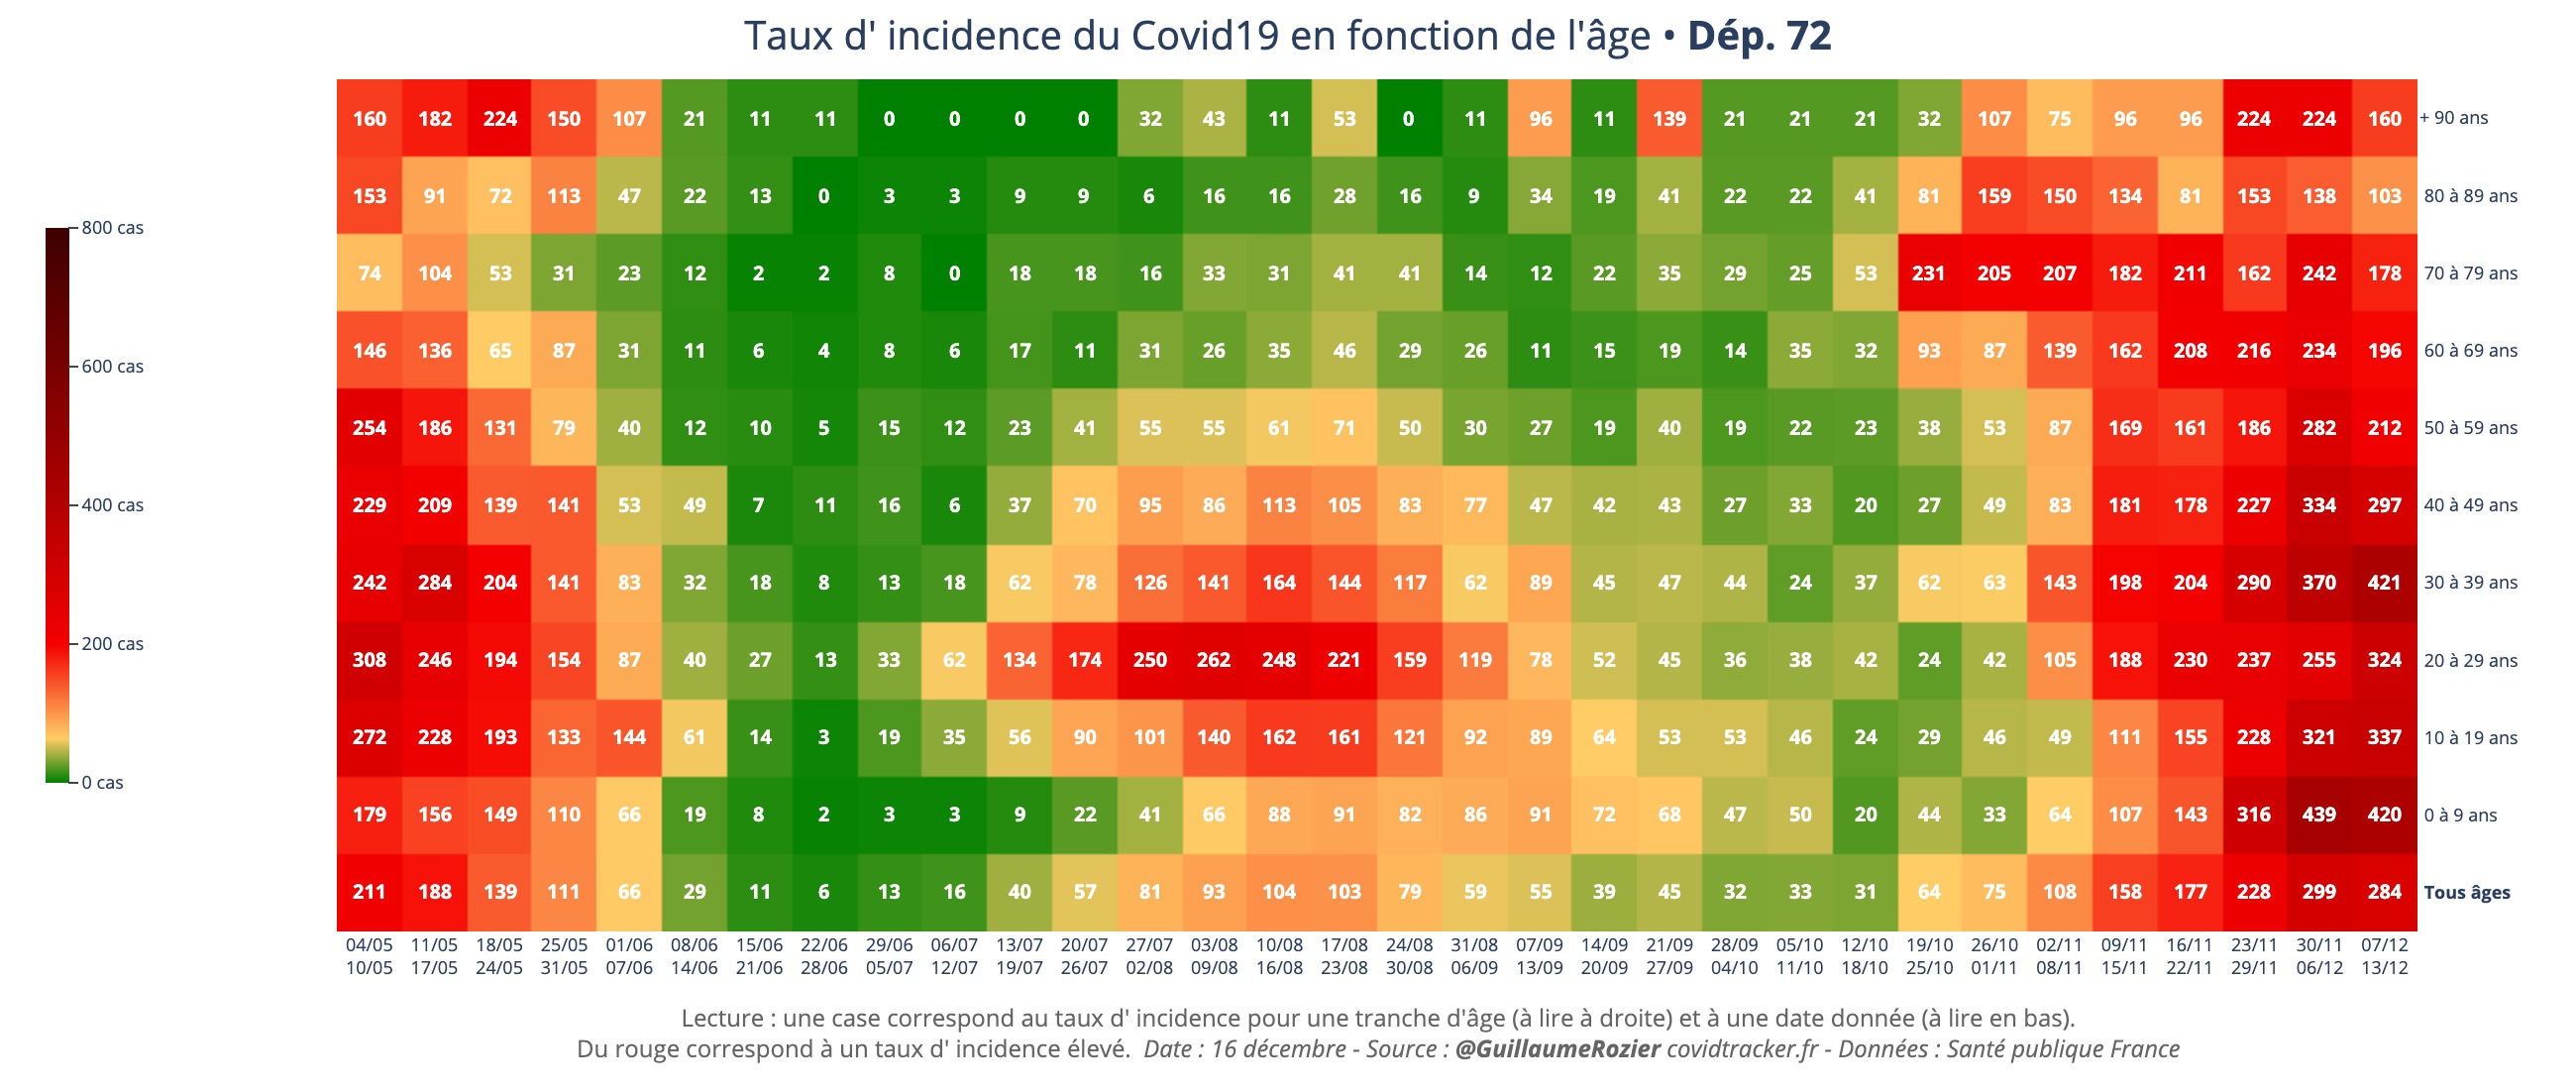 Taux d' incidence du Covid19 en fonction de l'âge • Dép. 72
160 182 224 150 107 21 11 11 0 0 0 0 32 43 11 53 0 11 96 11 139 21 21 21 32 107 75 96 96 224 224 160 + 90 ans
153 91 72 113 47 22 13 0 3 3 9 9 6 16 16 28 16 9 34 19 41 22 22 41 81 159 150 134 81 153 138 103 80 à 89 ans
800 cas
74 104 53 31 23 12 2 2 8 0 18 18 16 33 31 41 41 14 12 22 35 29 25 53 231 205 207 182 211 162 242 178 70 à 79 ans
146 136 65 87 31 11 6 4 8 6 17 11 31 26 35 46 29 26 11 15 19 14 35 32 93 87 139 162 208 216 234 196 60 à 69 ans
600 cas
254 186 131 79 40 12 10 5 15 12 23 41 55 55 61 71 50 30 27 19 40 19 22 23 38 53 87 169 161 186 282 212 50 à 59 ans
400 cas
229 209 139 141 53 49 7 11 16 6 37 70 95 86 113 105 83 77 47 42 43 27 33 20 27 49 83 181 178 227 334 297 40 à 49 ans
242 284 204 141 83 32 18 8 13 18 62 78 126 141 164 144 117 62 89 45 47 44 24 37 62 63 143 198 204 290 370 421 30 à 39 ans
200 cas
308 246 194 154 87 40 27 13 33 62 134 174 250 262 248 221 159 119 78 52 45 36 38 42 24 42 105 188 230 237 255 324 20 à 29 ans
272 228 193 133 144 61 14 3 19 35 56 90 101 140 162 161 121 92 89 64 53 53 46 24 29 46 49 111 155 228 321 337 10 à 19 ans
0 cas
179 156 149 110 66 19 8 2 3 3 9 22 41 66 88 91 82 86 91 72 68 47 50 20 44 33 64 107 143 316 439 420 0 à 9 ans
211 188 139 111 66 29 11 6 13 16 40 57 81 93 104 103 79 59 55 39 45 32 33 31 64 75 108 158 177 228 299 284 Tous âges
04/05 11/05 18/05 25/05 01/06 08/06 15/06 22/06 29/06 06/07 13/07 20/07 27/07 03/08 10/08 17/08 24/08 31/08 07/09 14/09 21/09 28/09 05/10 12/10 19/10 26/10 02/11 09/11 16/11 23/11 30/11 07/12
10/05 17/05 24/05 31/05 07/06 14/06 21/06 28/06 05/07 12/07 19/07 26/07 02/08 09/08 16/08 23/08 30/08 06/09 13/09 20/09 27/09 04/10 11/10 18/10 25/10 01/11 08/11 15/11 22/11 29/11 06/12 13/12
Lecture : une case correspond au taux d' incidence pour une tranche d'âge (à lire à droite) et à une date donnée (à lire en bas).
Du rouge correspond à un taux d' incidence élevé. Date : 16 décembre - Source : @GuillaumeRozier covidtracker.fr - Données : Santé publique France